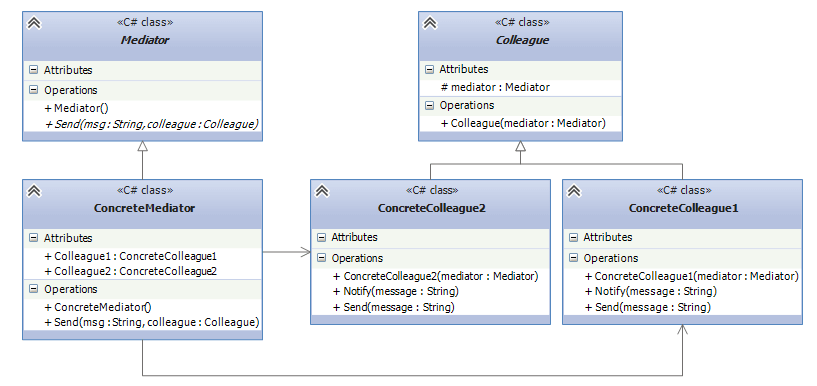 «C# class»
Mediator
Attributes
Operations
+ Mediator()
+ Send(msg : String, colleague : Colleague)
«C# class»
Colleague
Attributes
# mediator : Mediator
Operations
+ Colleague(mediator : Mediator)
«C# class»
ConcreteMediator
Attributes
+ Colleague1 : ConcreteColleague1
+ Colleague2 : ConcreteColleague2
Operations
+ ConcreteMediator()
+ Send(msg : String, colleague : Colleague)
«C# class»
ConcreteColleague2
Attributes
Operations
+ ConcreteColleague2(mediator : Mediator)
+ Notify(message : String)
+ Send(message : String)
«C# class»
ConcreteColleague1
Attributes
Operations
+ ConcreteColleague1(mediator : Mediator)
+ Notify(message : String)
+ Send(message : String)